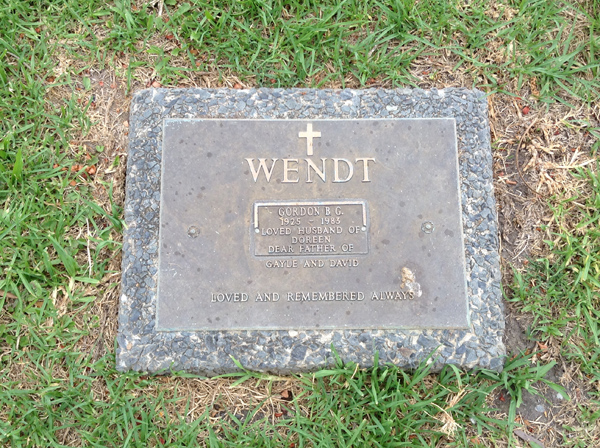 WENDT
GORDON B. G.
1925 - 1983
LOVED HUSBAND OF
DOREEN
DEAR FATHER OF
GAYLE AND DAVID
LOVED AND REMEMBERED ALWAYS